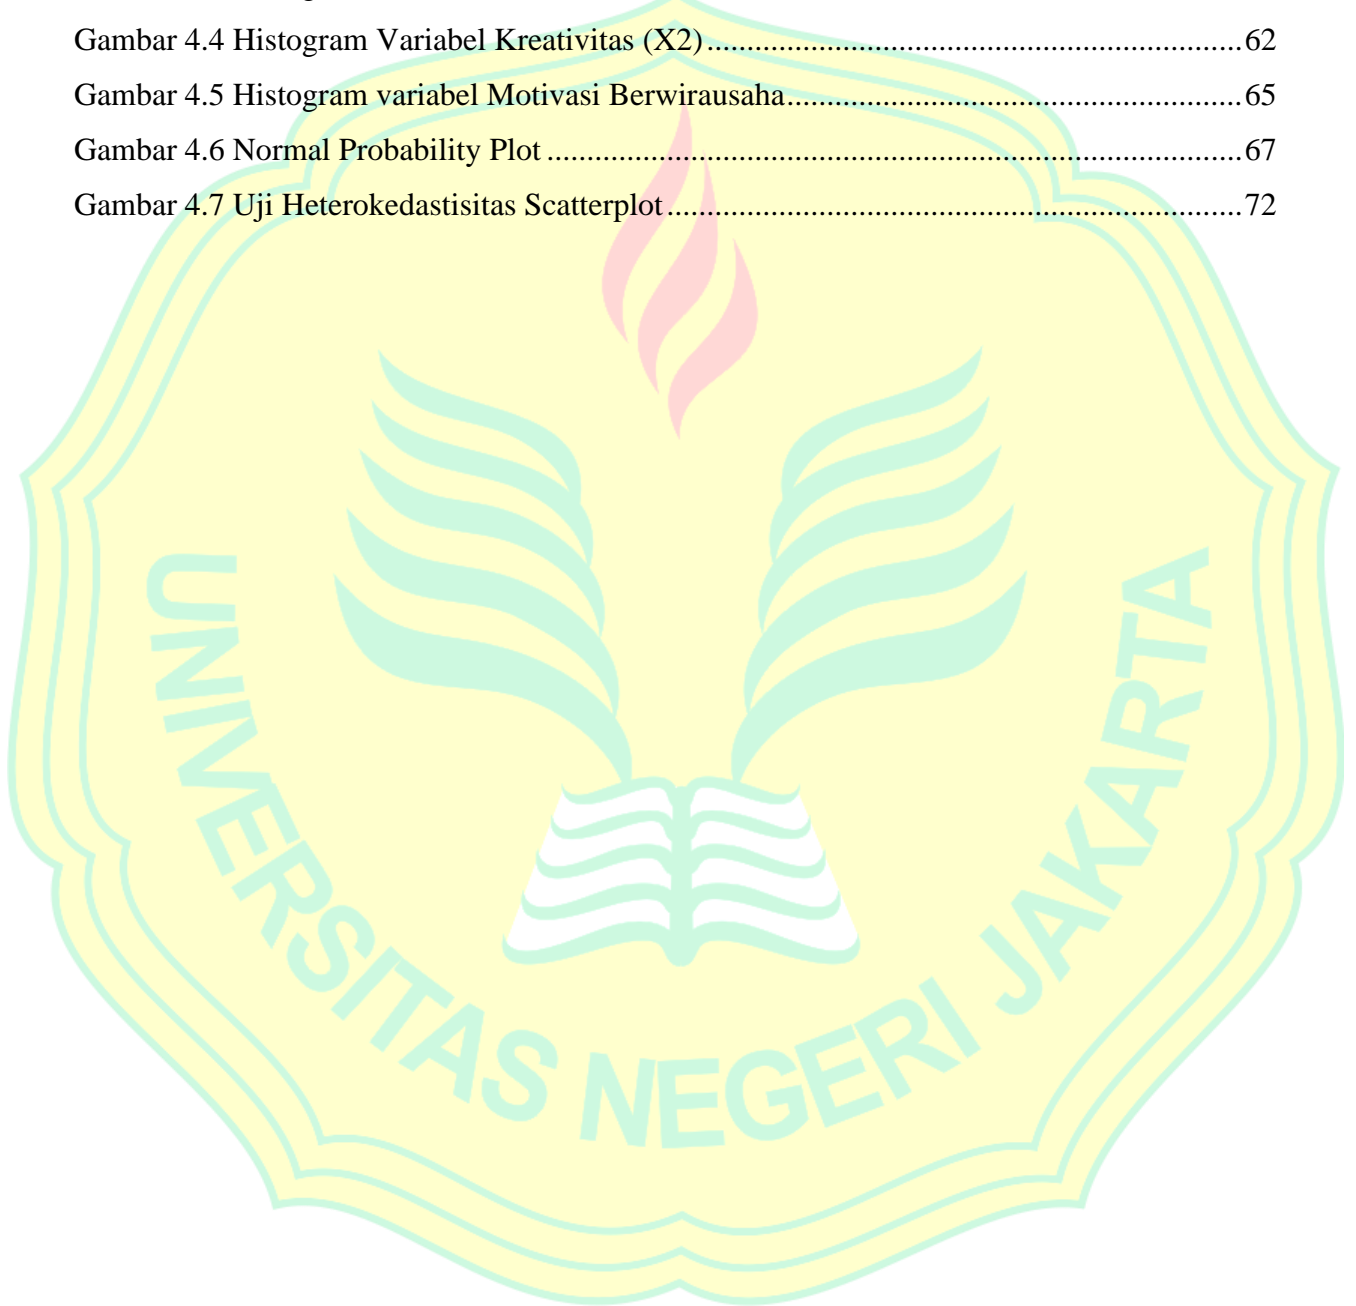 Gambar 4.4 Histogram Variabel Kreativitas (X2)....................................................................62
Gambar 4.5 Histogram variabel Motivasi Berwirausaha.........................................................65
Gambar 4.6 Normal Probability Plot.......................................................................................67
Gambar 4.7 Uji Heterokedastisitas Scatterplot........................................................................72
UNIVERSITAS NEGERI JAKARTA